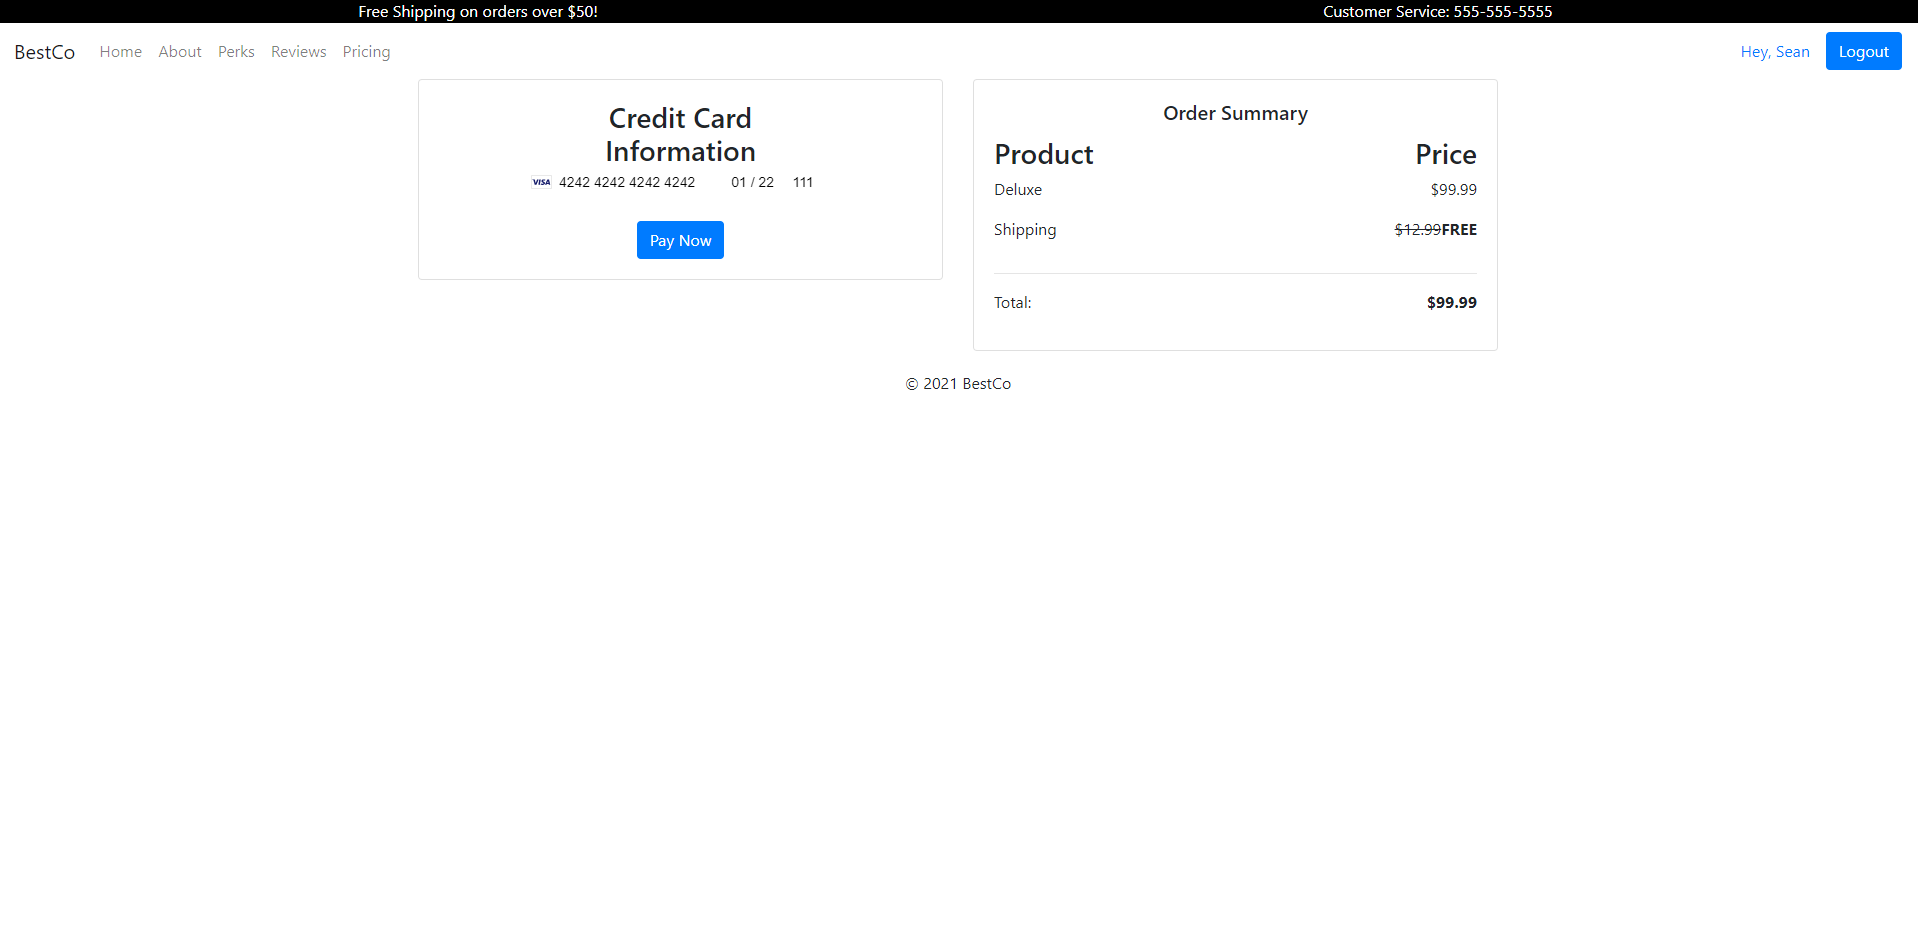 Free Shipping on orders over $50! Customer Service: 555-555-5555
BestCo Home About Perks Reviews Pricing Hey, Sean Logout
Credit Card
Information
VISA 4242 4242 4242 4242 01 / 22 111
Pay Now
Order Summary
Product Price
Deluxe $99.99
Shipping $12.99FREE
Total: $99.99
© 2021 BestCo